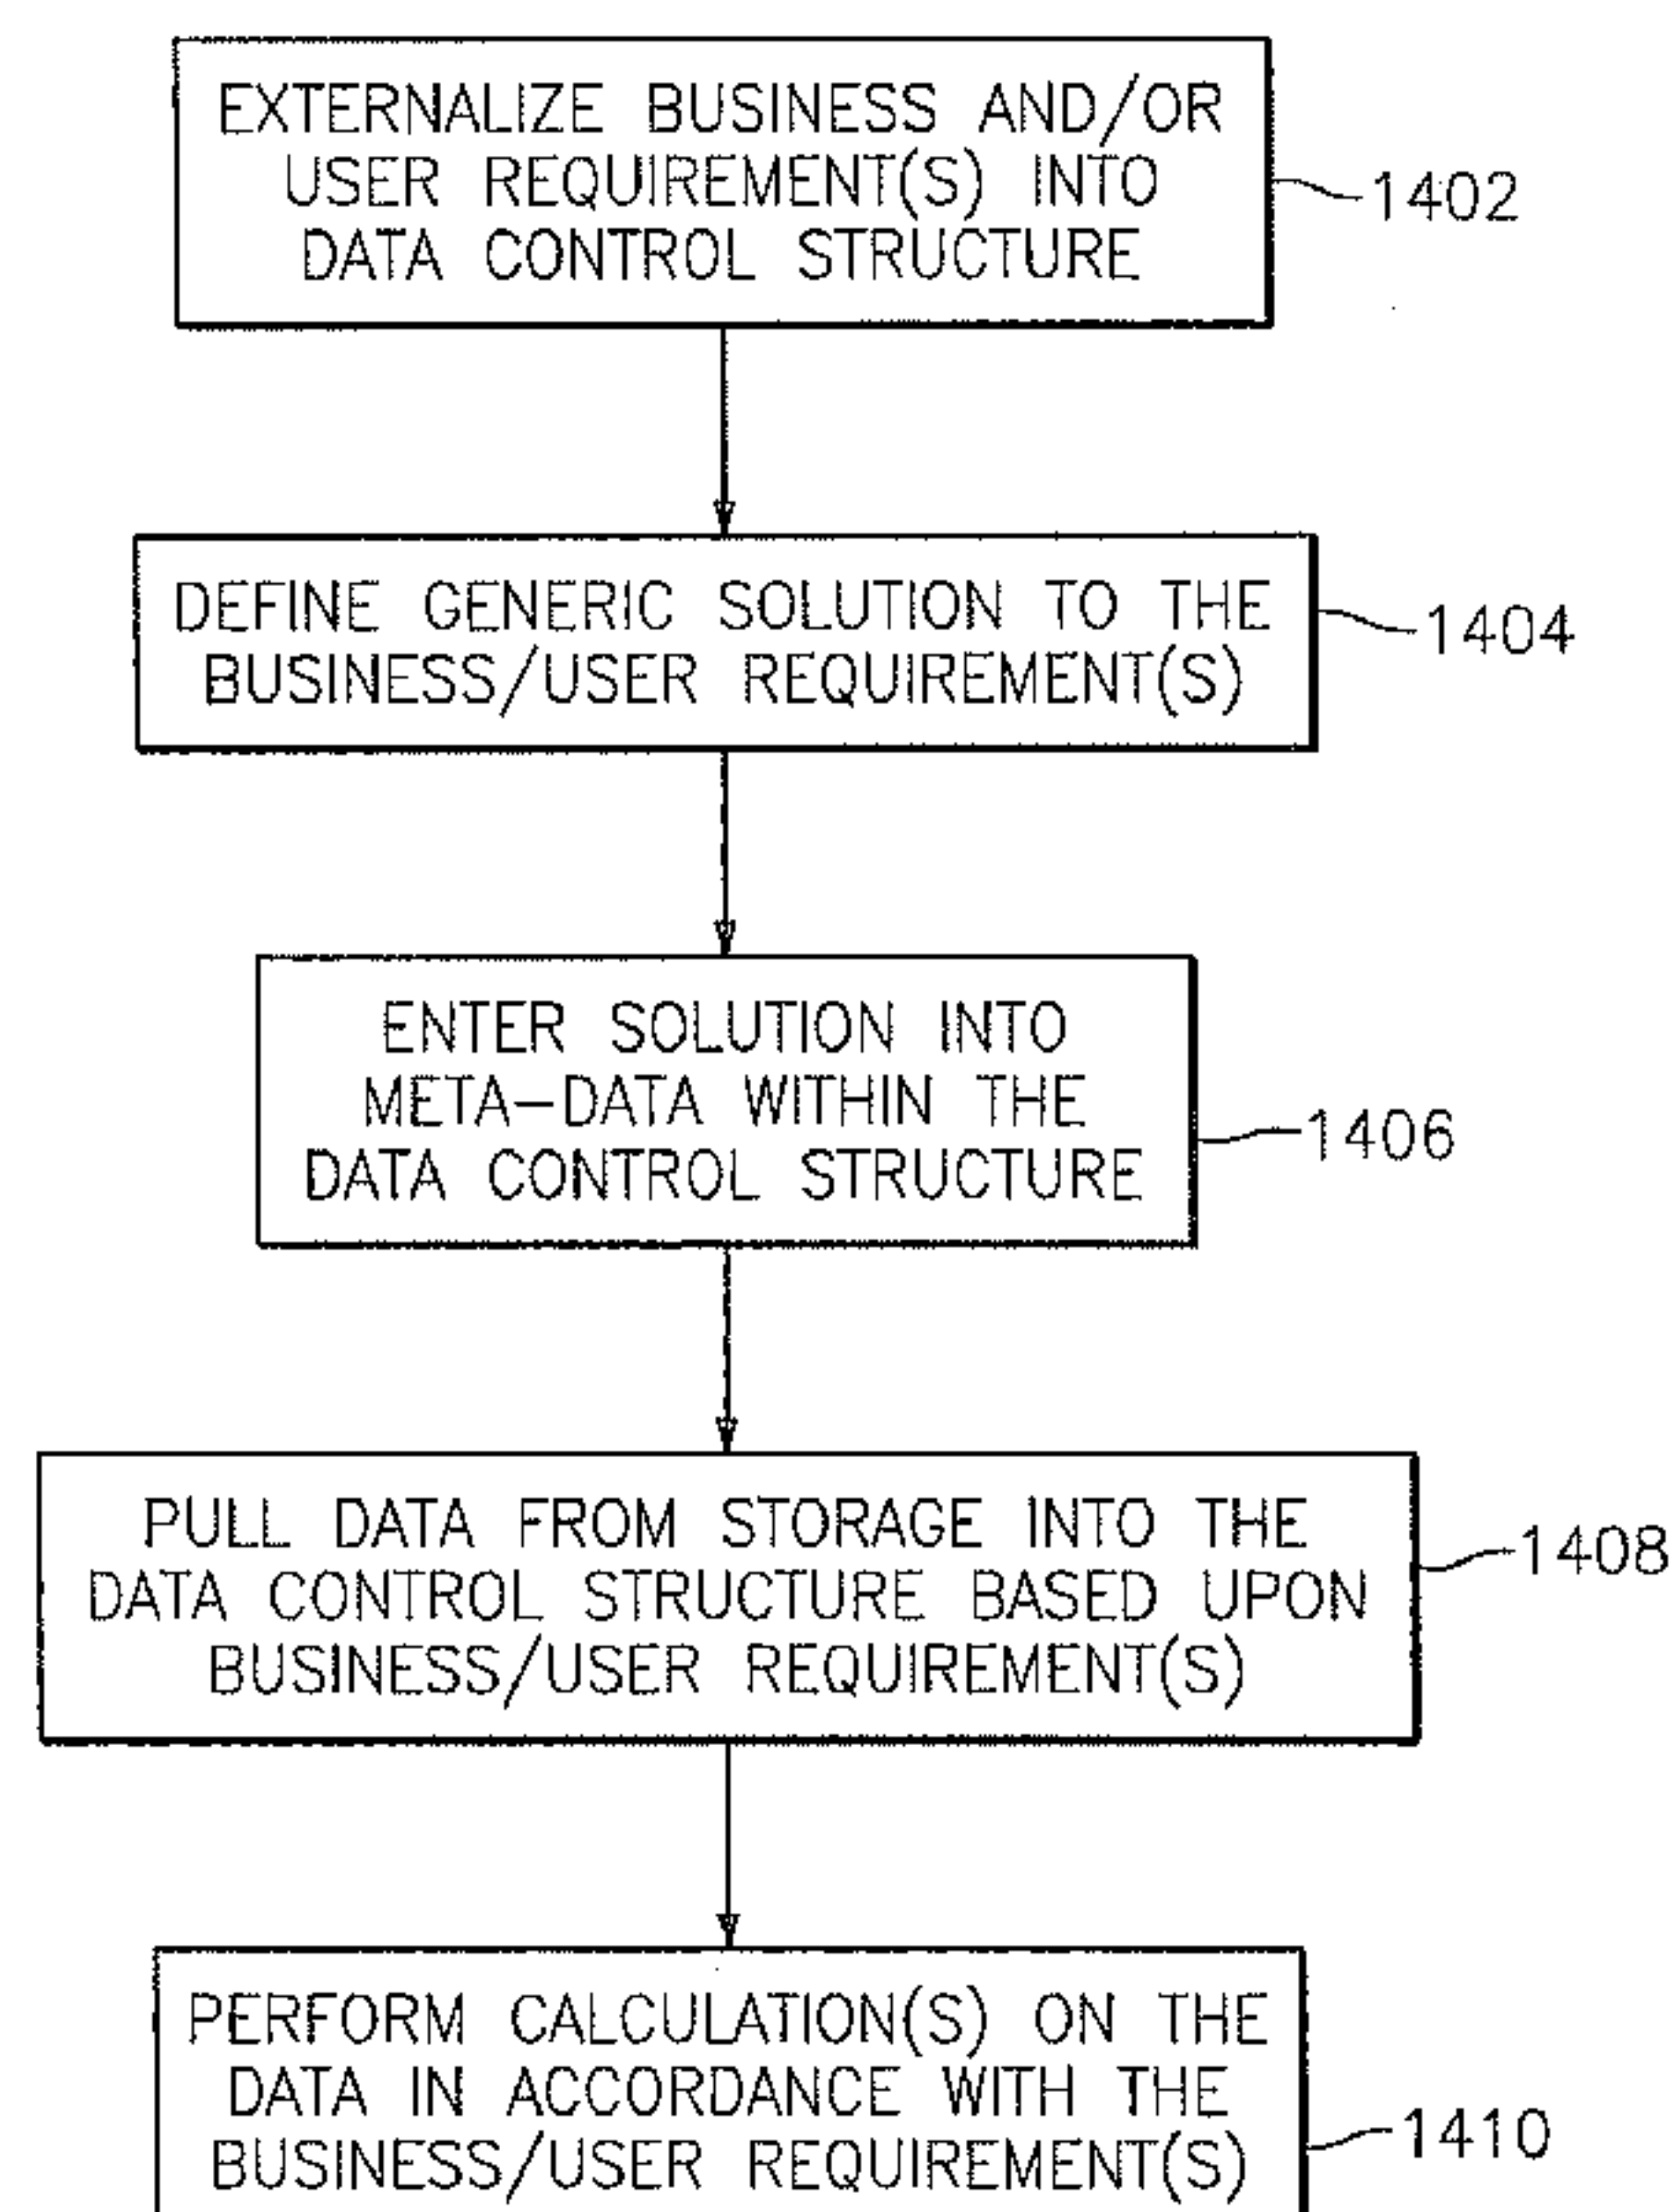 EXTERNALIZE BUSINESS AND/OR
USER REQUIREMENT(S) INTO
DATA CONTROL STRUCTURE
1402
DEFINE GENERIC SOLUTION TO THE
BUSINESS/USER REQUIREMENT(S)
1404
ENTER SOLUTION INTO
META-DATA WITHIN THE
DATA CONTROL STRUCTURE
1406
PULL DATA FROM STORAGE INTO THE
DATA CONTROL STRUCTURE BASED UPON
BUSINESS/USER REQUIREMENT(S)
1408
PERFORM CALCULATION(S) ON THE
DATA IN ACCORDANCE WITH THE
BUSINESS/USER REQUIREMENT(S)
1410